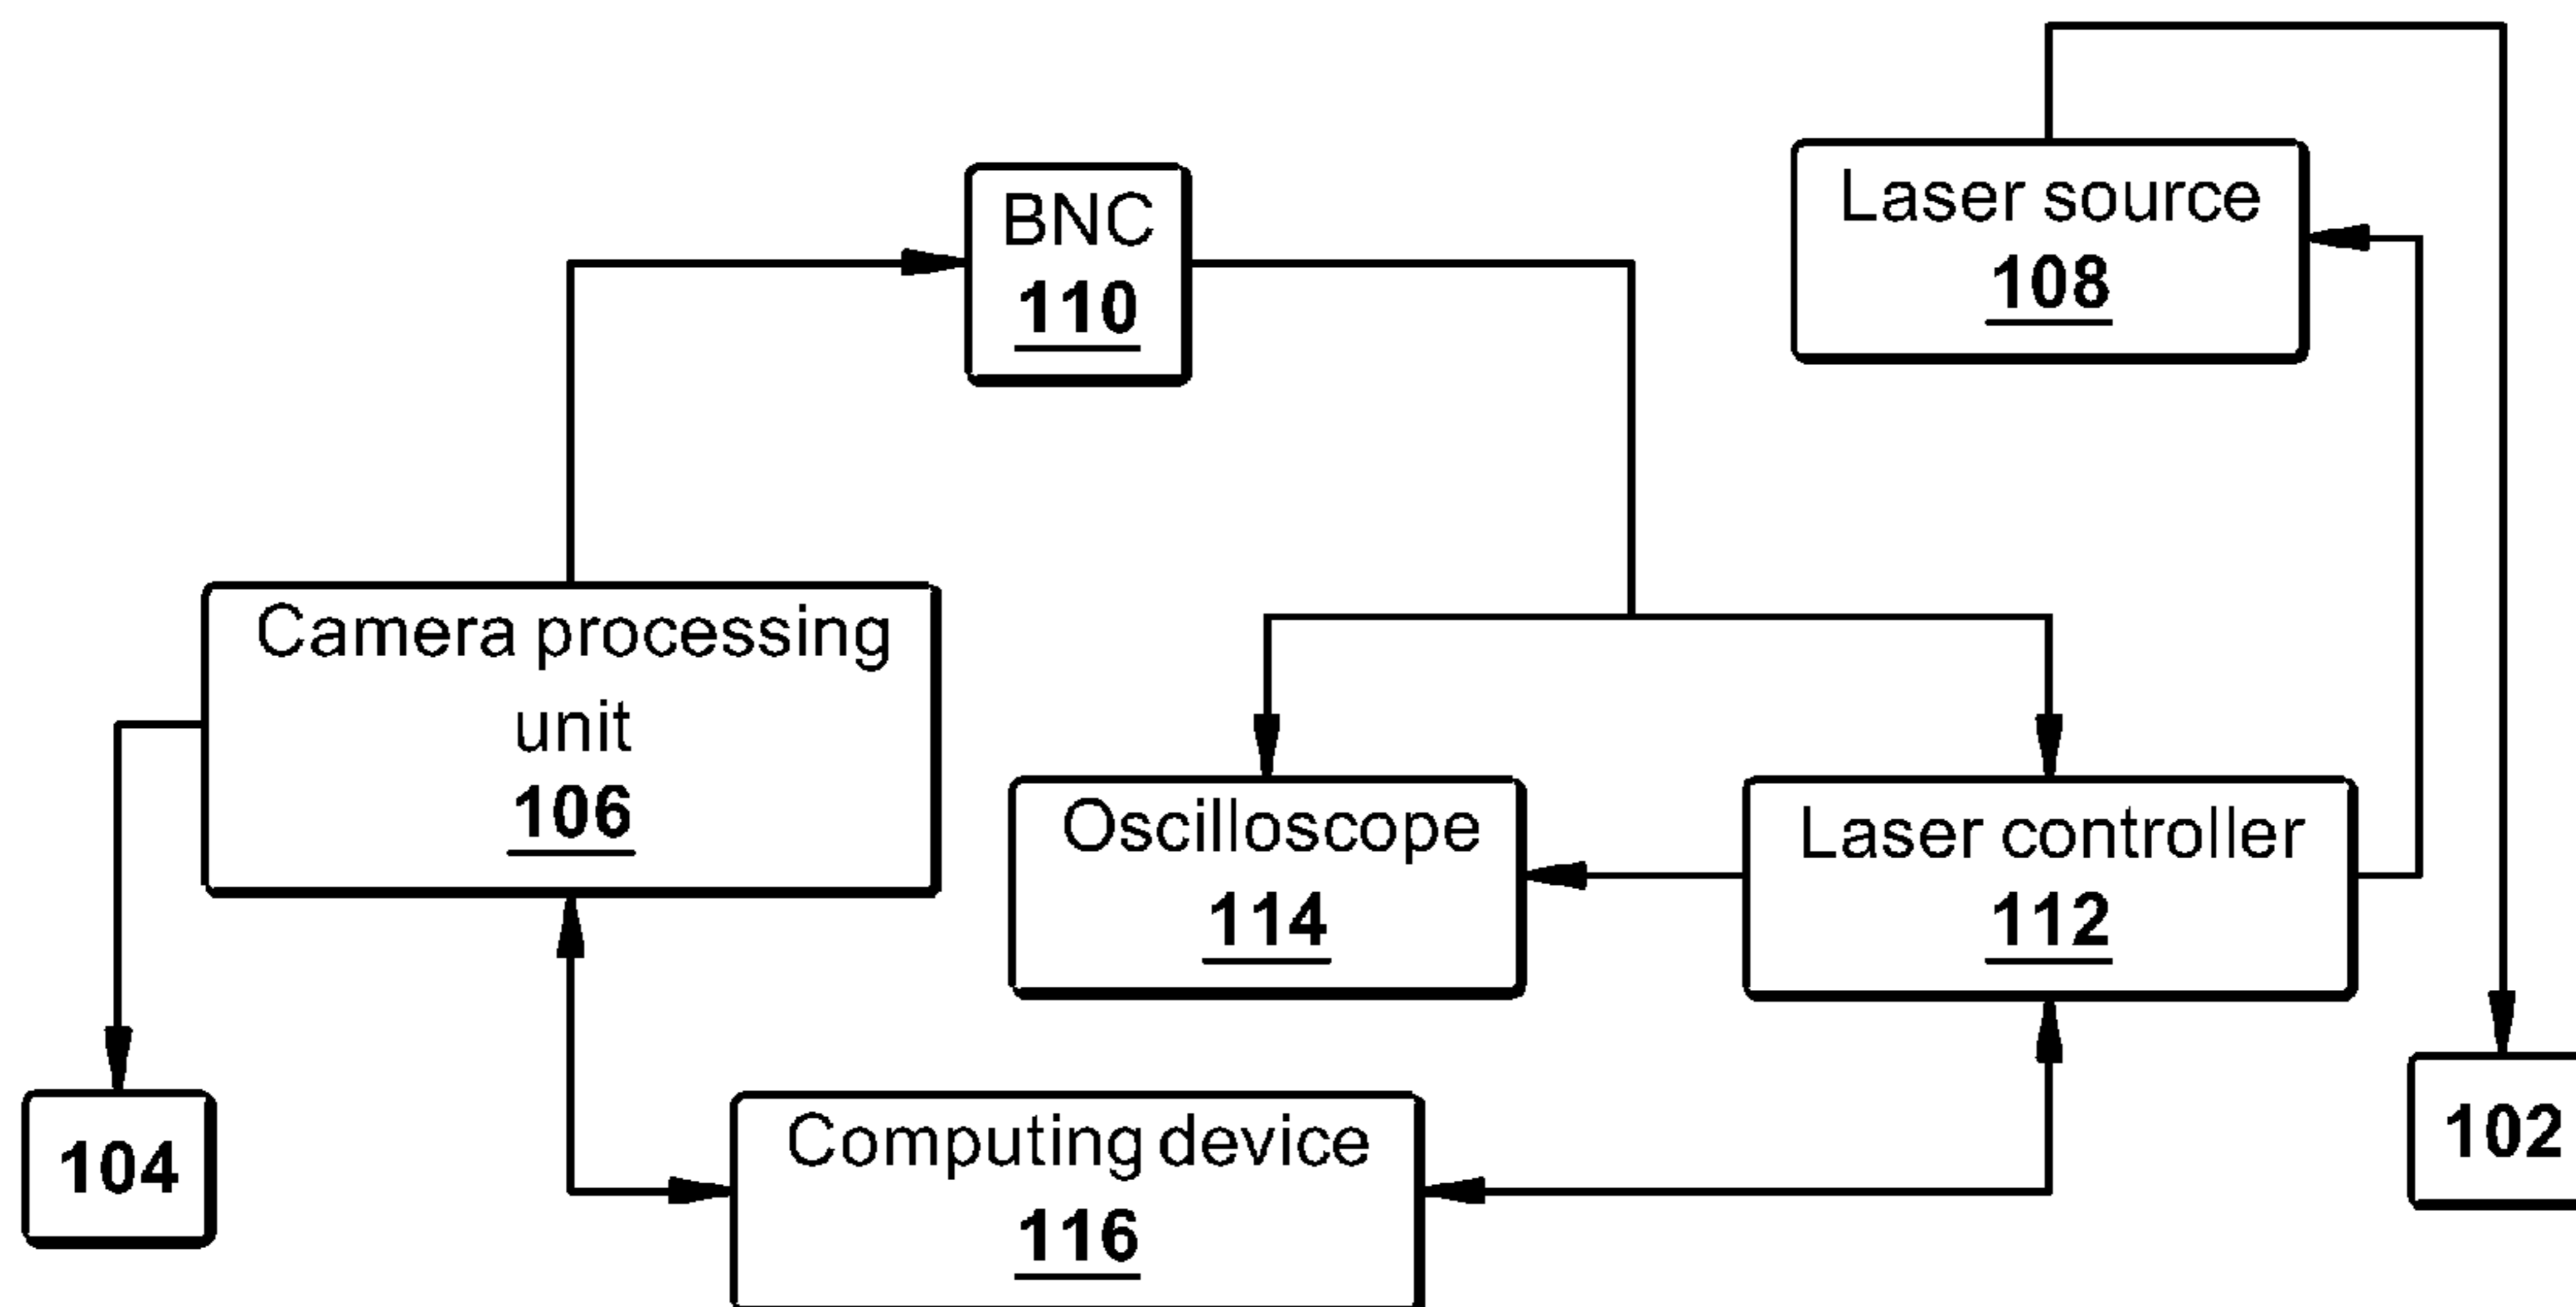 BNC
110
Laser source
108
Camera processing
unit
106
Oscilloscope
114
Laser controller
112
104
Computing device
116
102